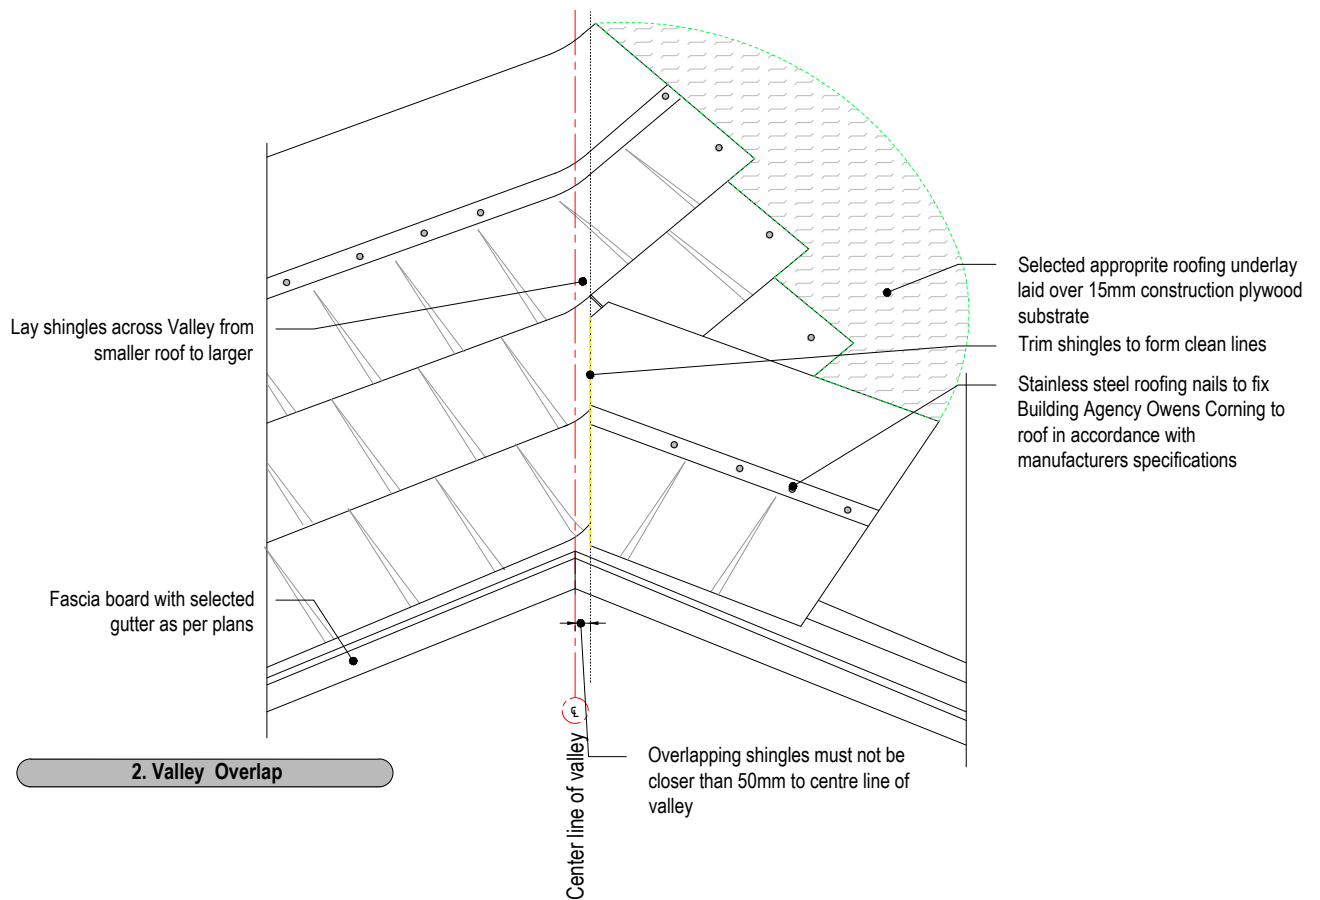 Selected approprite roofing underlay
laid over 15mm construction plywood
substrate
Lay shingles across Valley from
smaller roof to larger
Trim shingles to form clean lines
Stainless steel roofing nails to fix
Building Agency Owens Corning to
roof in accordance with
manufacturers specifications
Fascia board with selected
gutter as per plans
℄
Center line of valley
Overlapping shingles must not be
closer than 50mm to centre line of
valley
2. Valley Overlap